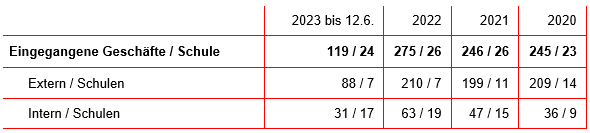 2023 bis 12.6. 2022 2021 2020
Eingegangene Geschäfte / Schule 119 / 24 275 / 26 246 / 26 245 / 23
Extern / Schulen 88 / 7 210 / 7 199 / 11 209 / 14
Intern / Schulen 31 / 17 63 / 19 47 / 15 36 / 9